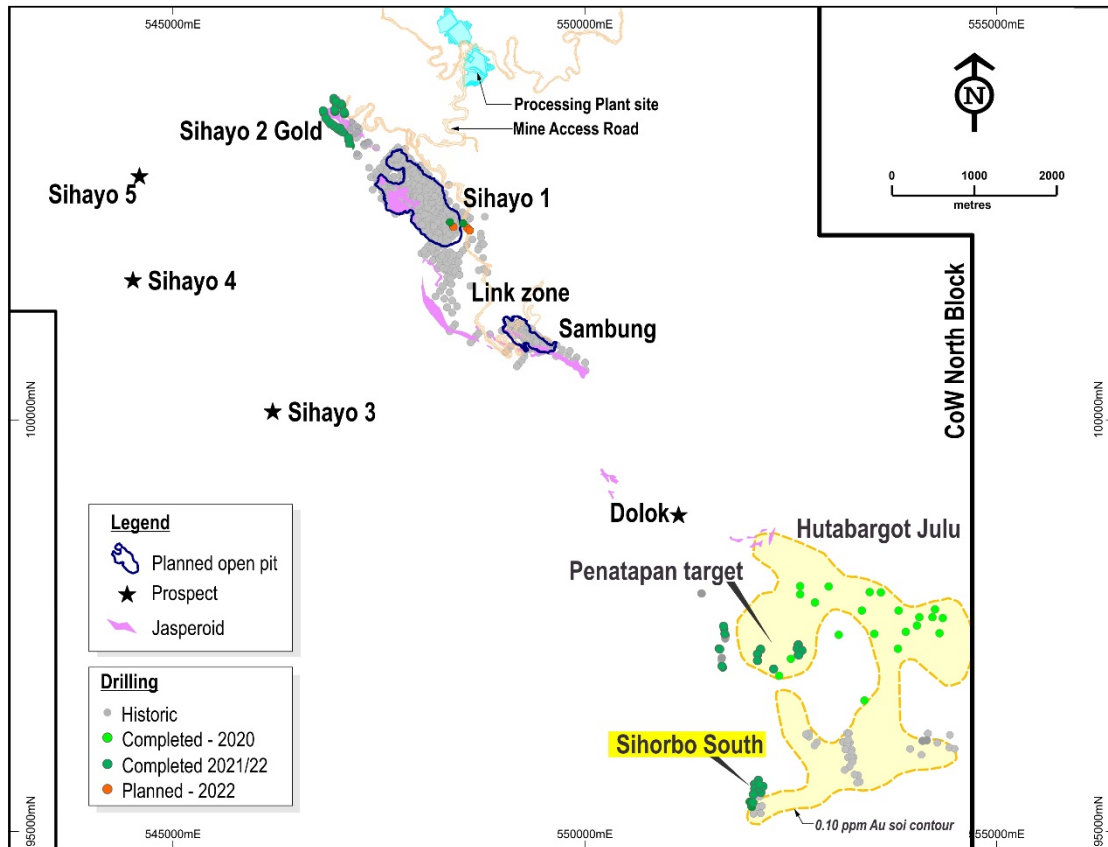 545000mE
550000mE
555000mE
Processing Plant site
Mine Access Road
N
0 1000 2000
metres
Sihayo 2 Gold
Sihayo 5
Sihayo 1
Sihayo 4
Link zone
Sambung
CoW North Block
100000mN
100000mN
Sihayo 3
Dolok
Hutabargot Julu
Penatapan target
Legend
Planned open pit
Prospect
Jasperoid
Drilling
Historic
Completed - 2020
Completed 2021/22
Planned - 2022
Sihorbo South
0.10 ppm Au soi contour
95000mN
95000mN
545000mE
550000mE
555000mE